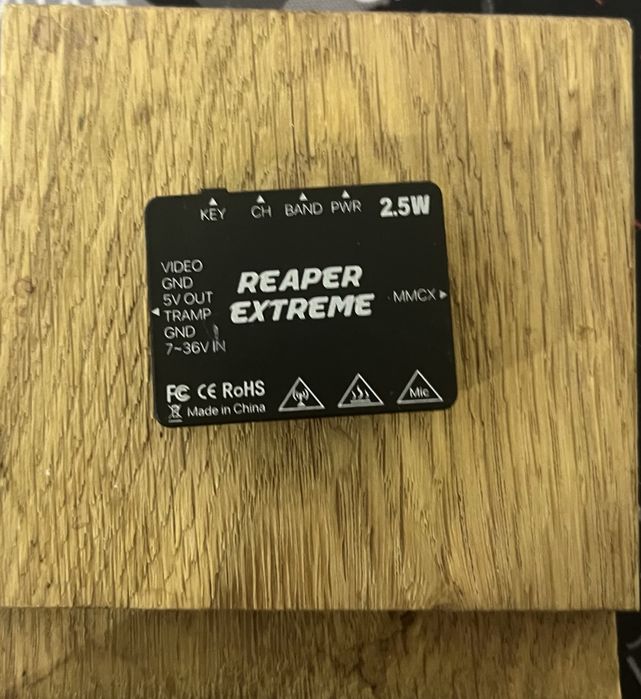 KEY CH BAND PWR 2.5W
VIDEO
GND
5V OUT
TRAMP
GND
7~36V IN
REAPER
EXTREME
MMCX
FC CE RoHS
Made in China
Mic